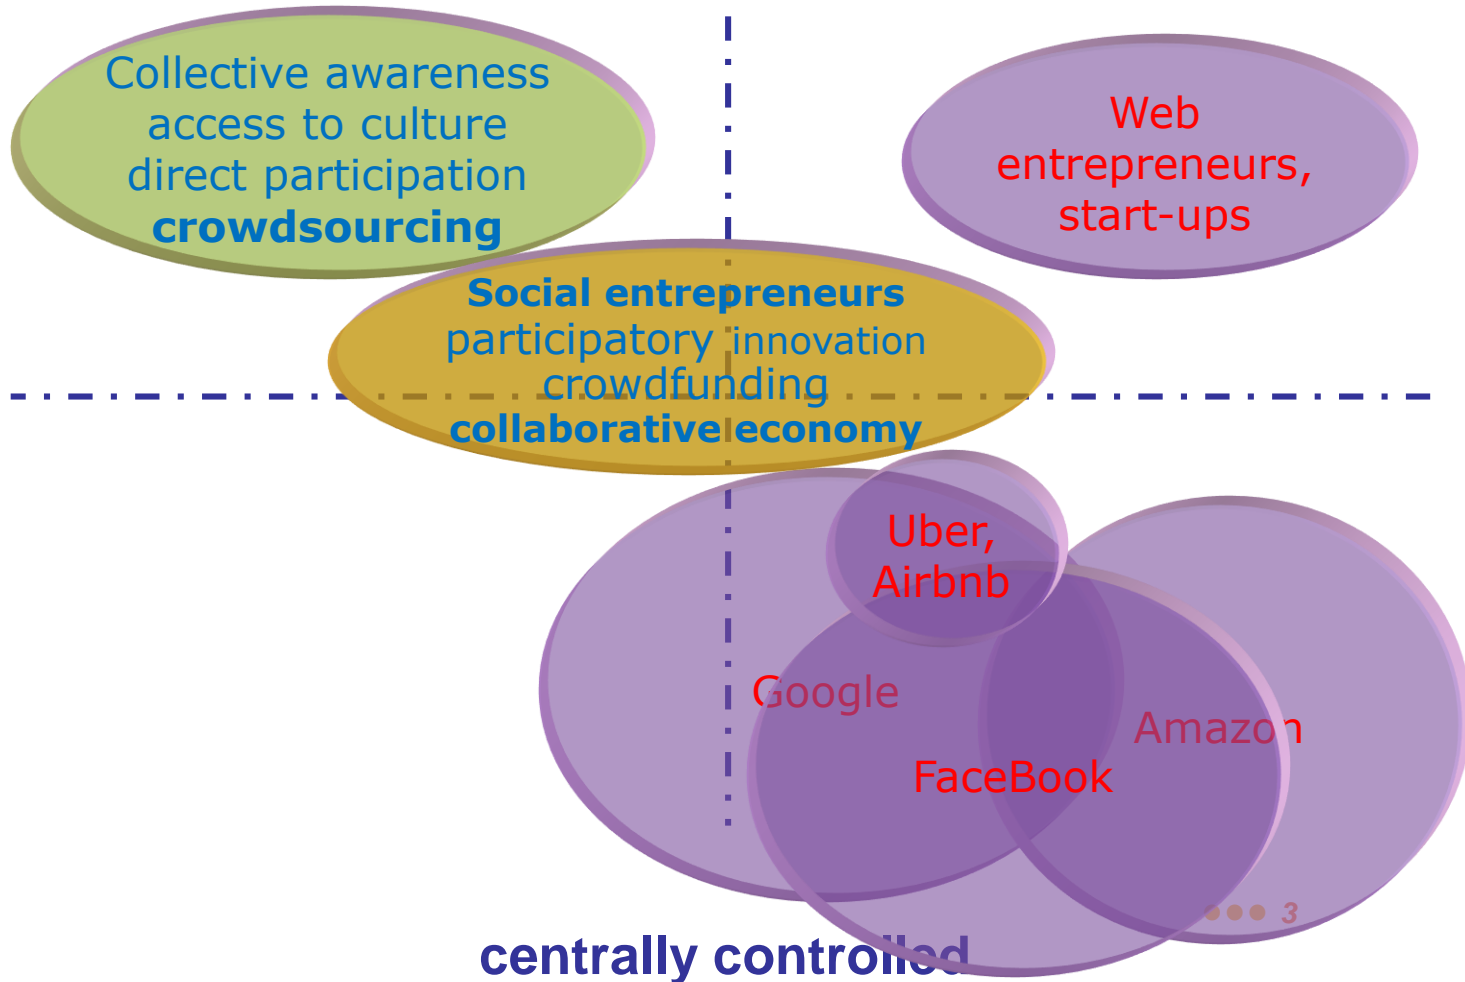 Collective awareness
access to culture
direct participation
crowdsourcing
Web
entrepreneurs,
start-ups
Social entrepreneurs
participatory innovation
crowdfunding
collaborative economy
Uber,
Airbnb
Google
Amazon
FaceBook
3
centrally controlled